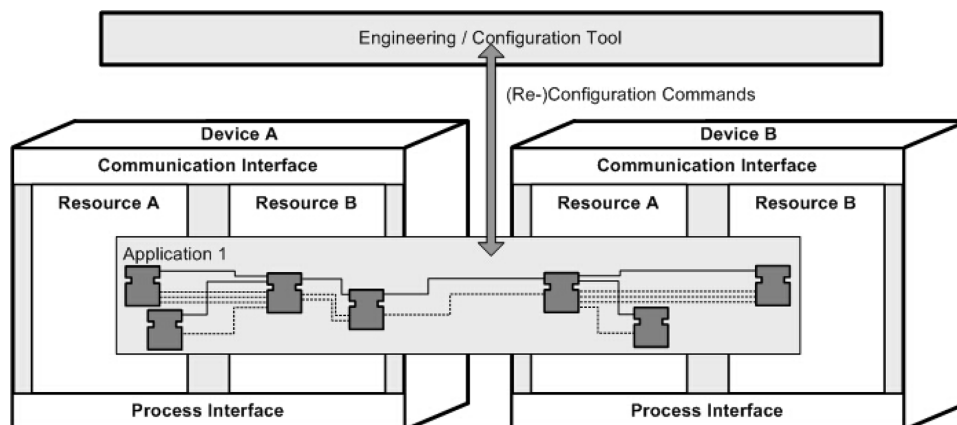 Engineering / Configuration Tool
(Re-)Configuration Commands
Device A
Device B
Communication Interface
Communication Interface
Resource A
Resource B
Resource A
Resource B
Application 1
Process Interface
Process Interface